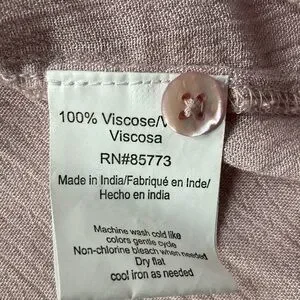 100% Viscose/V
Viscosa
RN#85773
Made in India/Fabriqué en Inde/
Hecho en india
Machine wash cold like
colors gentle cycle
Non-chlorine bleach when needed
Dry flat
cool iron as needed